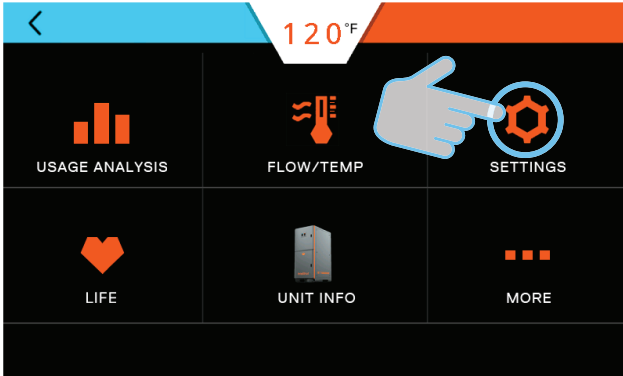 120°F
USAGE ANALYSIS
FLOW/TEMP
SETTINGS
LIFE
UNIT INFO
MORE